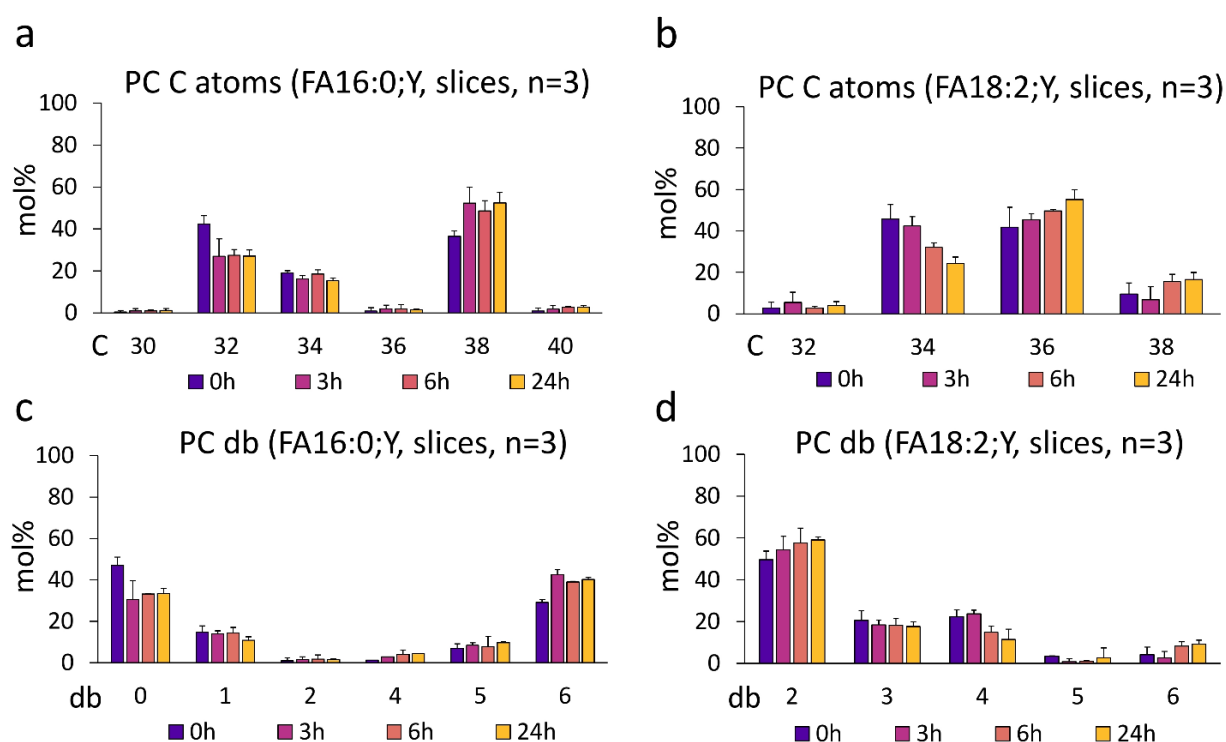 a
PC C atoms (FA16:0;Y, slices, n=3)
100
80
60
40
20
0
mol%
C 30 32 34 36 38 40
0h 3h 6h 24h
b
PC C atoms (FA18:2;Y, slices, n=3)
100
80
60
40
20
0
mol%
C 32 34 36 38
0h 3h 6h 24h
c
PC db (FA16:0;Y, slices, n=3)
100
80
60
40
20
0
mol%
db 0 1 2 4 5 6
0h 3h 6h 24h
d
PC db (FA18:2;Y, slices, n=3)
100
80
60
40
20
0
mol%
db 2 3 4 5 6
0h 3h 6h 24h